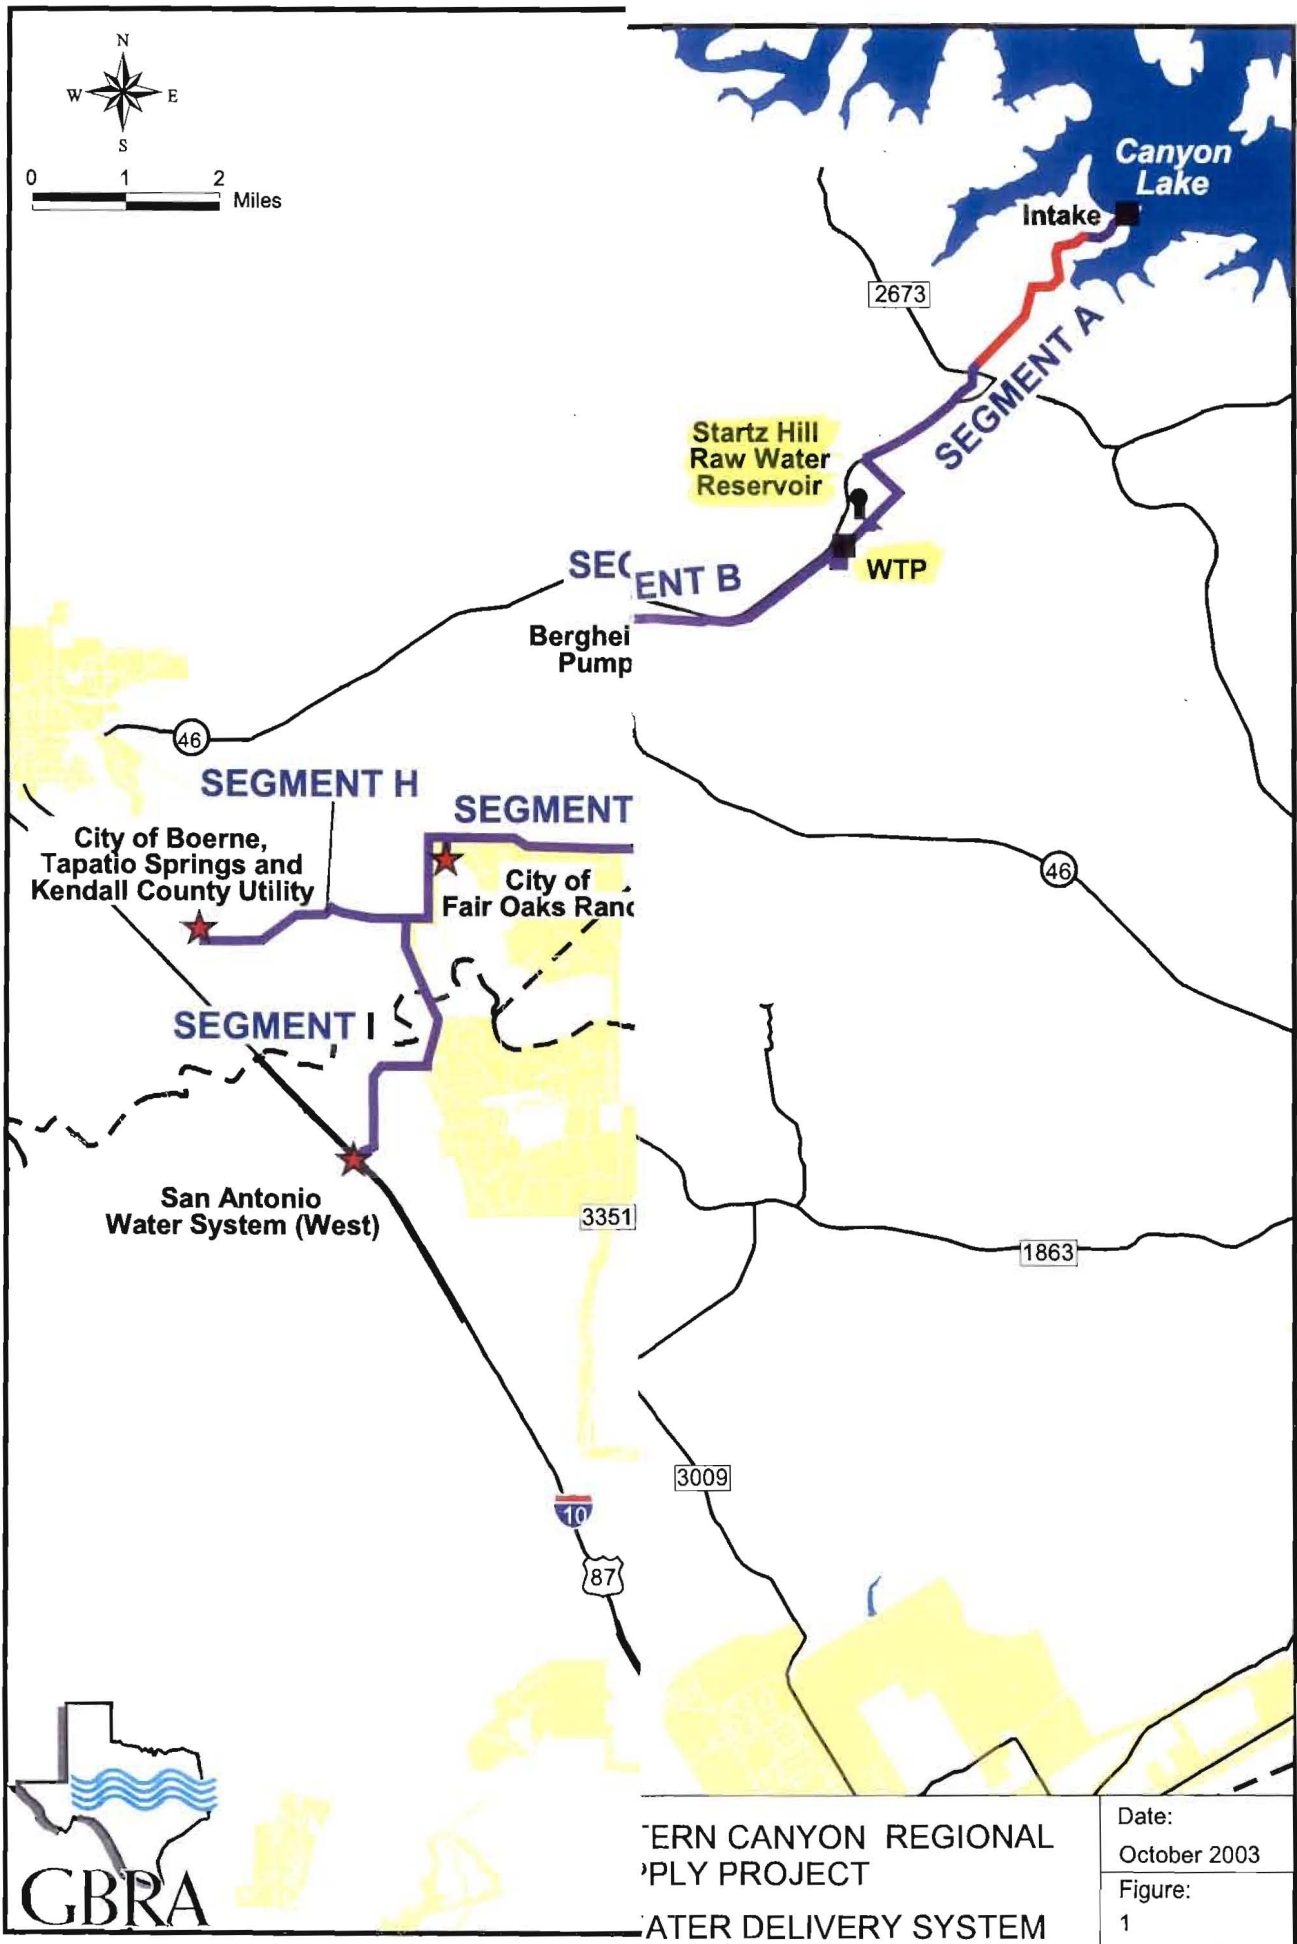 N
W E
S
0 1 2
Miles
Canyon
Lake
Intake
2673
SEGMENT A
Startz Hill
Raw Water
Reservoir
WTP
SEG
ENT B
Berghei
Pump
46
SEGMENT H
SEGMENT
City of Boerne,
Tapatio Springs and
Kendall County Utility
City of
Fair Oaks Ranc
46
SEGMENT I
San Antonio
Water System (West)
3351
1863
3009
10
87
GBRA
TERN CANYON REGIONAL
PPLY PROJECT
ATER DELIVERY SYSTEM
Date:
October 2003
Figure:
1